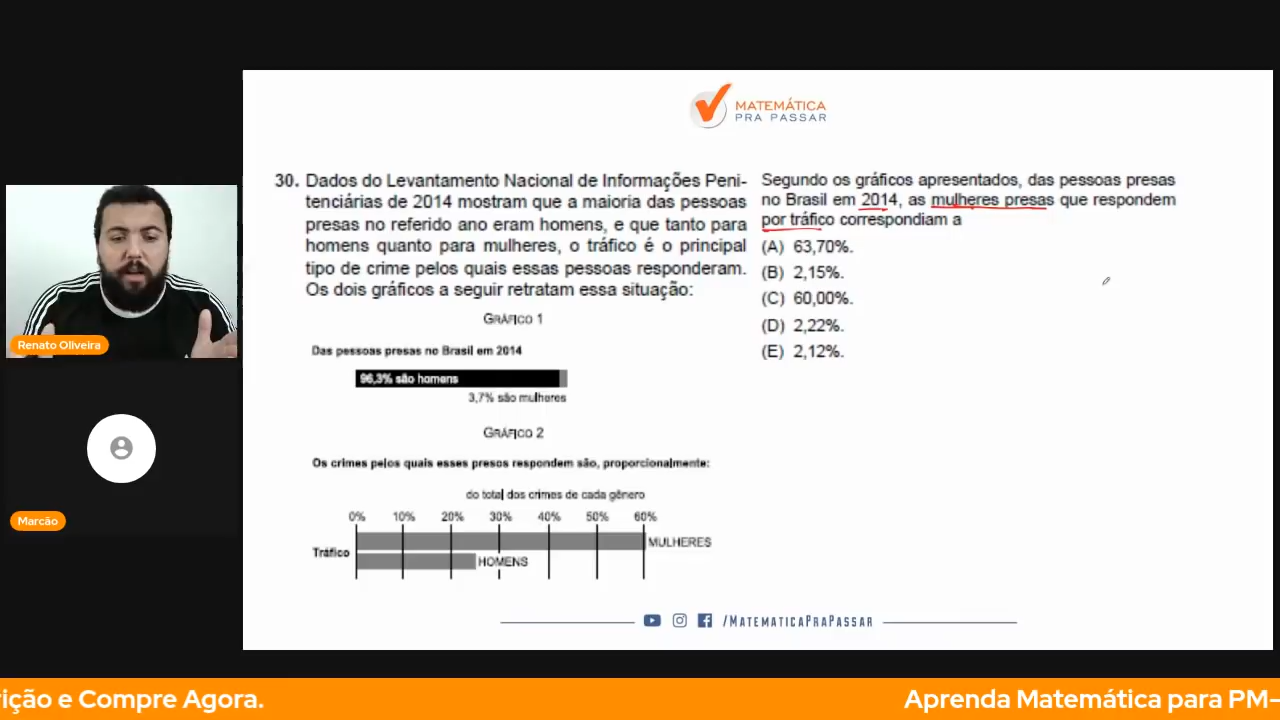 MATEMÁTICA
PRA PASSAR
30. Dados do Levantamento Nacional de Informações Peni-
tenciárias de 2014 mostram que a maioria das pessoas
presas no referido ano eram homens, e que tanto para
homens quanto para mulheres, o tráfico é o principal
tipo de crime pelos quais essas pessoas responderam.
Os dois gráficos a seguir retratam essa situação:
GRÁFICO 1
Das pessoas presas no Brasil em 2014
96,3% são homens
3,7% são mulheres
GRÁFICO 2
Os crimes pelos quais esses presos respondem são, proporcionalmente:
do total dos crimes de cada gênero
0% 10% 20% 30% 40% 50% 60%
Tráfico
MULHERES
HOMENS
Segundo os gráficos apresentados, das pessoas presas
no Brasil em 2014, as mulheres presas que respondem
por tráfico correspondiam a
(A) 63,70%.
(B) 2,15%.
(C) 60,00%.
(D) 2,22%.
(E) 2,12%.
Renato Oliveira
Marcão
/MATEMATICAPRAPASSAR
ição e Compre Agora.
Aprenda Matemática para PM-